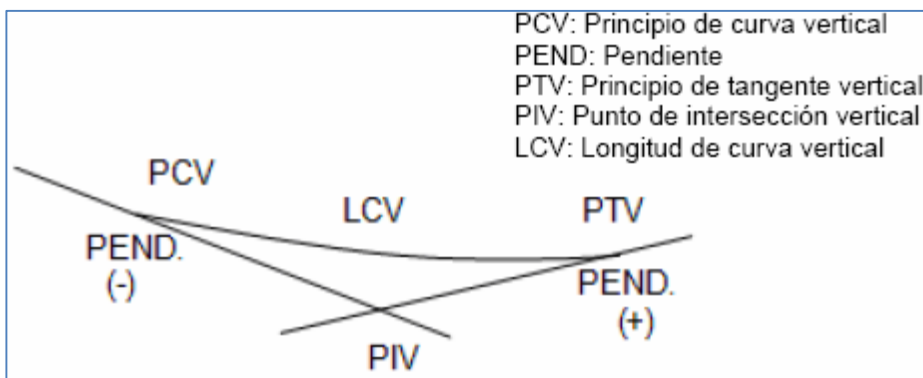 PCV: Principio de curva vertical
PEND: Pendiente
PTV: Principio de tangente vertical
PIV: Punto de intersección vertical
LCV: Longitud de curva vertical
PCV
LCV
PTV
PEND.
(-)
PEND.
(+)
PIV